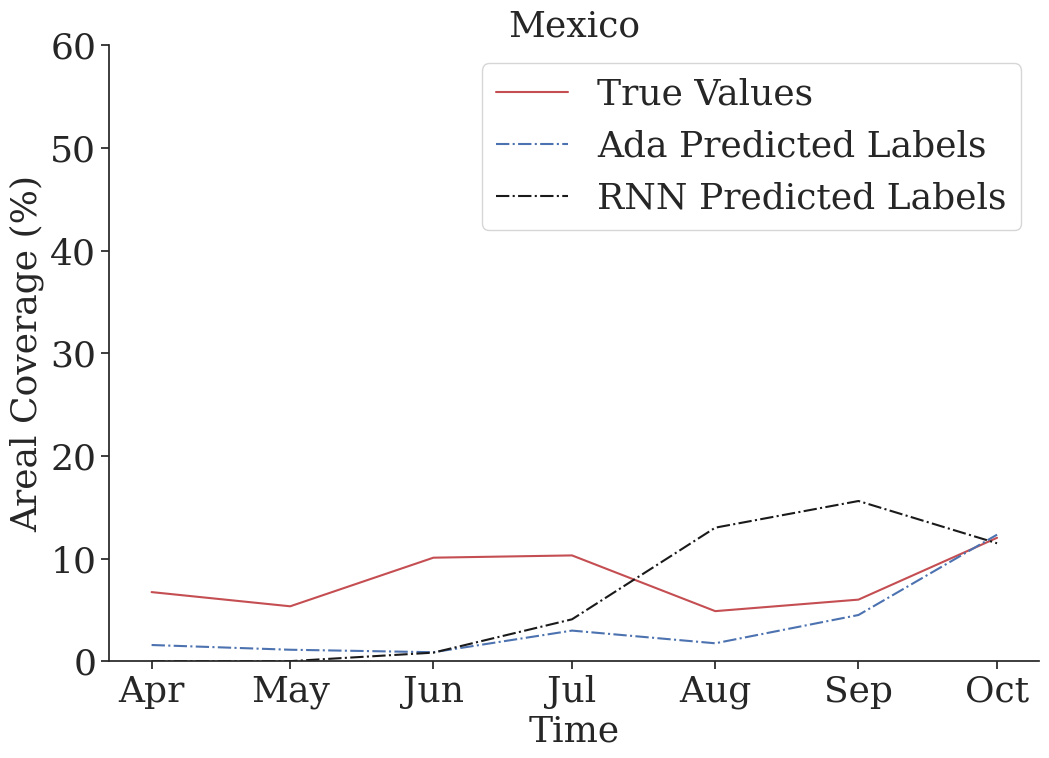 Mexico
True Values
Ada Predicted Labels
RNN Predicted Labels
Areal Coverage (%)
60
50
40
30
20
10
0
Apr May Jun Jul Aug Sep Oct
Time